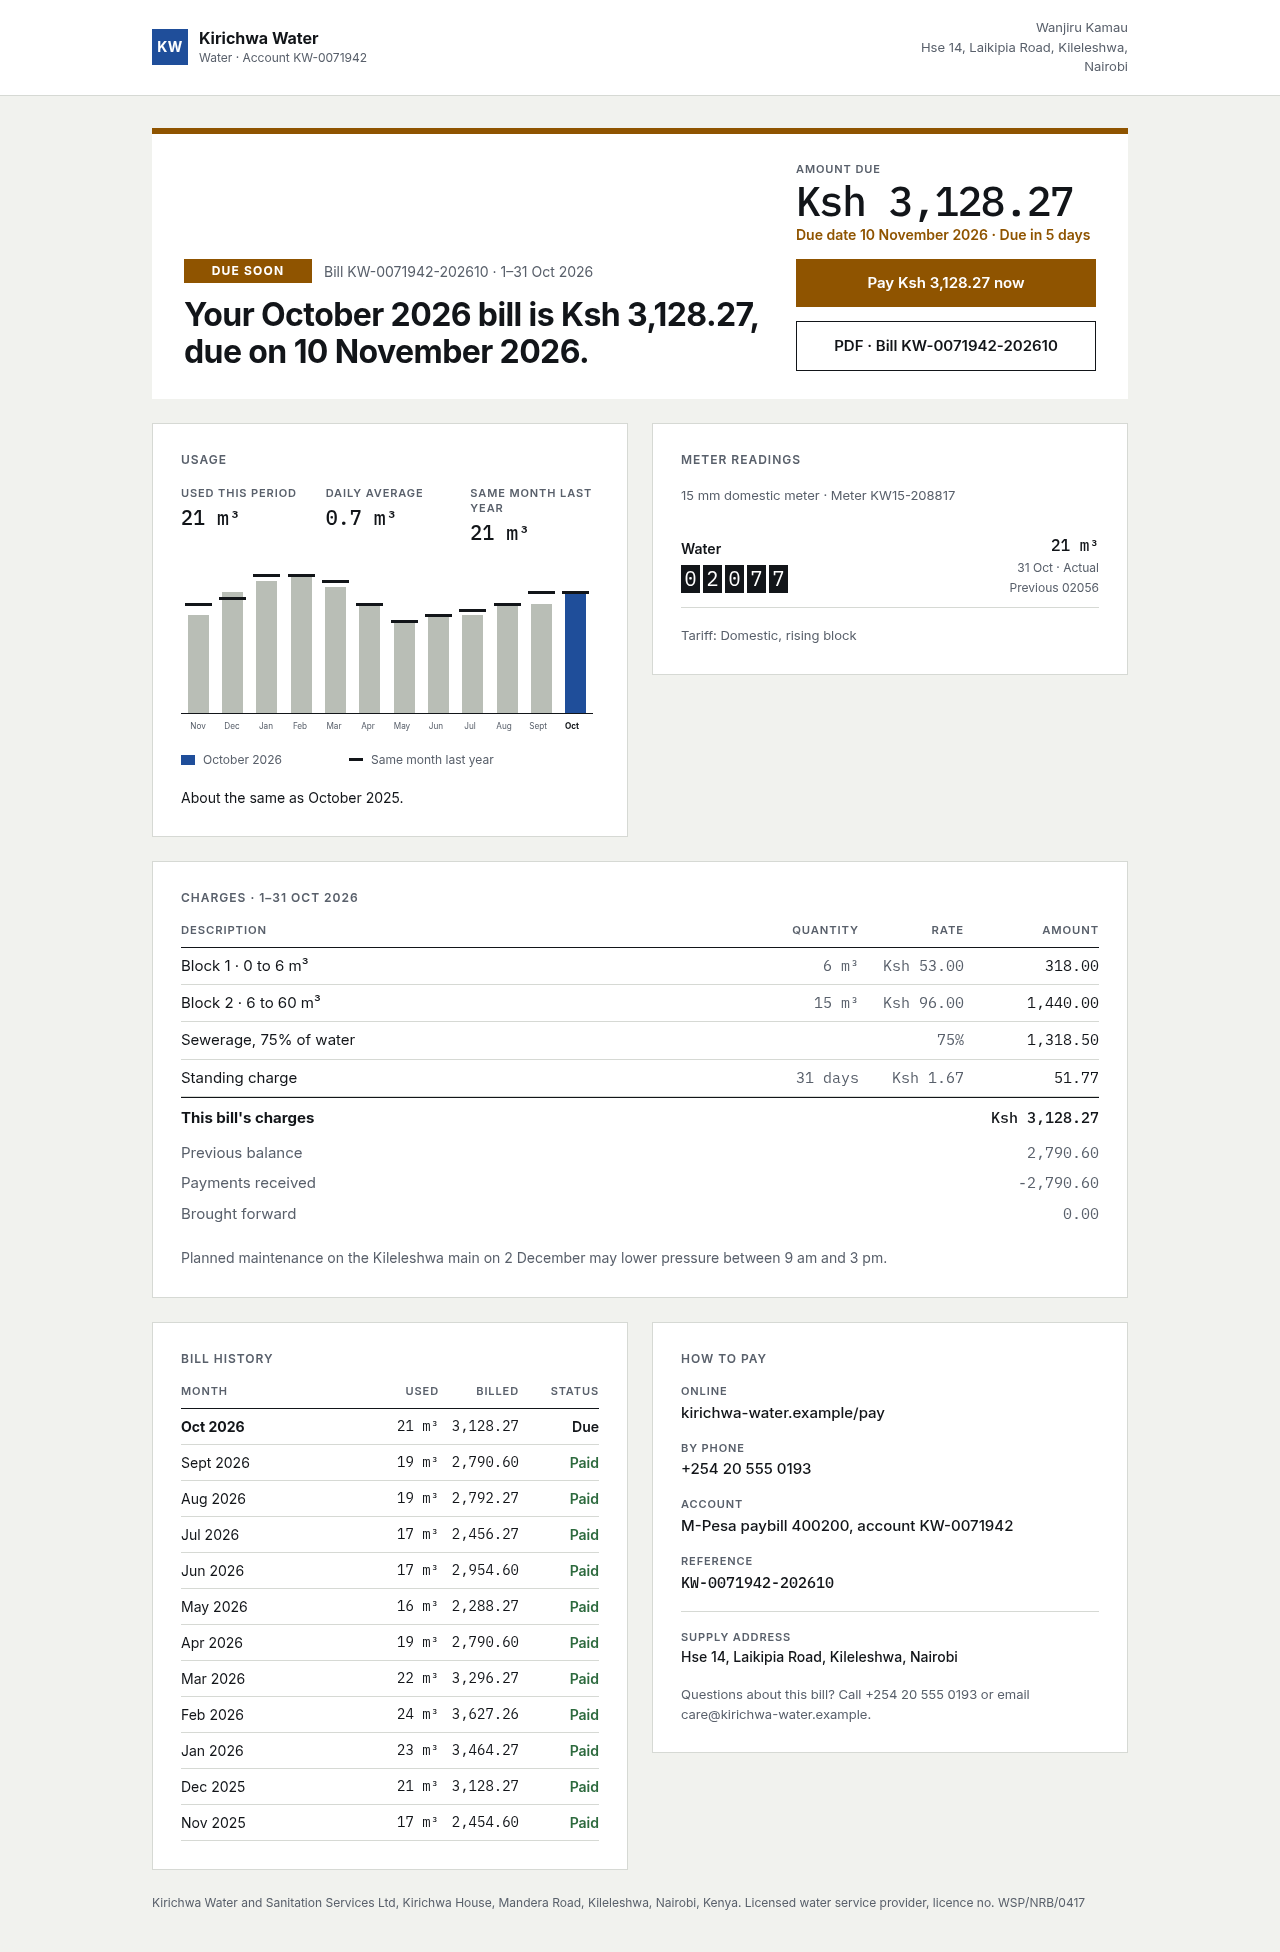 KW
Kirichwa Water
Water · Account KW-0071942
Wanjiru Kamau
Hse 14, Laikipia Road, Kileleshwa,
Nairobi
DUE SOON
Bill KW-0071942-202610 · 1–31 Oct 2026
Your October 2026 bill is Ksh 3,128.27,
due on 10 November 2026.
AMOUNT DUE
Ksh 3,128.27
Due date 10 November 2026 · Due in 5 days
Pay Ksh 3,128.27 now
PDF · Bill KW-0071942-202610
USAGE
USED THIS PERIOD
21 m³
DAILY AVERAGE
0.7 m³
SAME MONTH LAST
YEAR
21 m³
Nov Dec Jan Feb Mar Apr May Jun Jul Aug Sept Oct
October 2026 Same month last year
About the same as October 2025.
METER READINGS
15 mm domestic meter · Meter KW15-208817
Water
02077
21 m³
31 Oct · Actual
Previous 02056
Tariff: Domestic, rising block
CHARGES · 1–31 OCT 2026
DESCRIPTION QUANTITY RATE AMOUNT
Block 1 · 0 to 6 m³ 6 m³ Ksh 53.00 318.00
Block 2 · 6 to 60 m³ 15 m³ Ksh 96.00 1,440.00
Sewerage, 75% of water 75% 1,318.50
Standing charge 31 days Ksh 1.67 51.77
This bill's charges Ksh 3,128.27
Previous balance 2,790.60
Payments received -2,790.60
Brought forward 0.00
Planned maintenance on the Kileleshwa main on 2 December may lower pressure between 9 am and 3 pm.
BILL HISTORY
MONTH USED BILLED STATUS
Oct 2026 21 m³ 3,128.27 Due
Sept 2026 19 m³ 2,790.60 Paid
Aug 2026 19 m³ 2,792.27 Paid
Jul 2026 17 m³ 2,456.27 Paid
Jun 2026 17 m³ 2,954.60 Paid
May 2026 16 m³ 2,288.27 Paid
Apr 2026 19 m³ 2,790.60 Paid
Mar 2026 22 m³ 3,296.27 Paid
Feb 2026 24 m³ 3,627.26 Paid
Jan 2026 23 m³ 3,464.27 Paid
Dec 2025 21 m³ 3,128.27 Paid
Nov 2025 17 m³ 2,454.60 Paid
HOW TO PAY
ONLINE
kirichwa-water.example/pay
BY PHONE
+254 20 555 0193
ACCOUNT
M-Pesa paybill 400200, account KW-0071942
REFERENCE
KW-0071942-202610
SUPPLY ADDRESS
Hse 14, Laikipia Road, Kileleshwa, Nairobi
Questions about this bill? Call +254 20 555 0193 or email
care@kirichwa-water.example.
Kirichwa Water and Sanitation Services Ltd, Kirichwa House, Mandera Road, Kileleshwa, Nairobi, Kenya. Licensed water service provider, licence no. WSP/NRB/0417